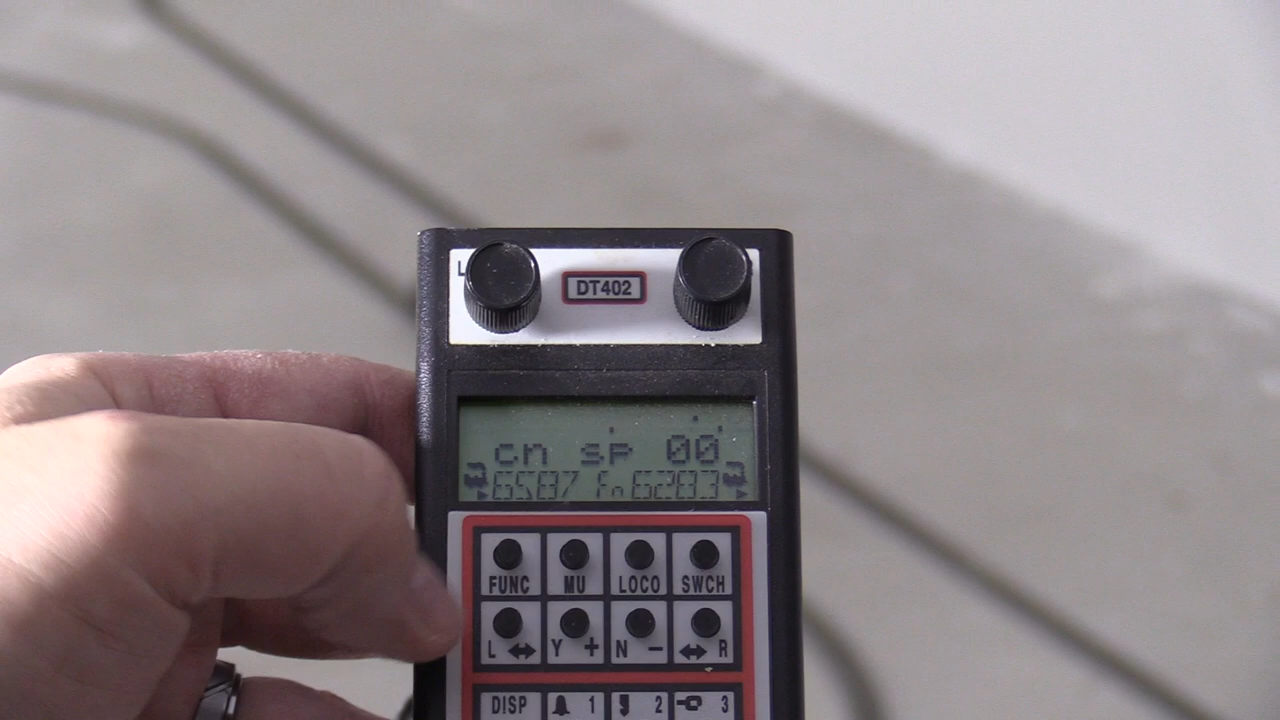 L
DT402
cn sp 00
6587 Fn 6283
FUNC MU LOCO SWCH
L Y + N - R
DISP 1 2 3